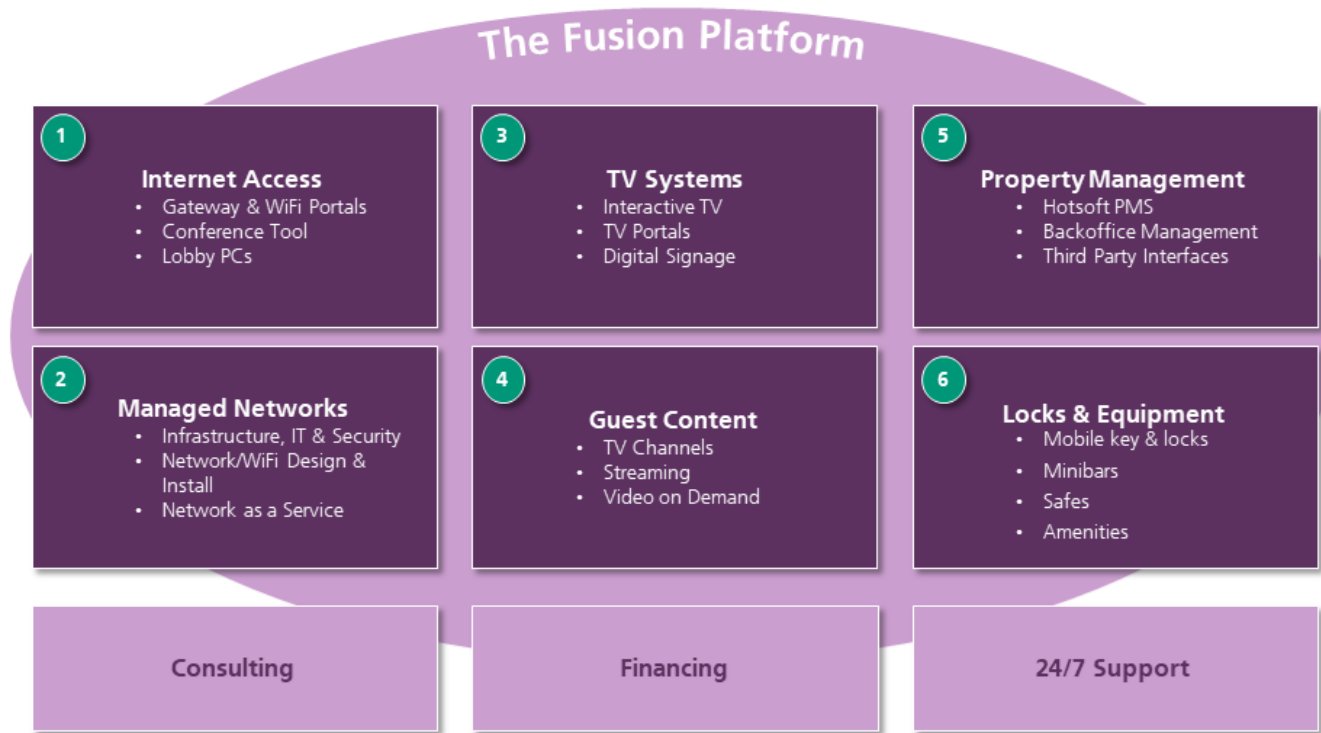 The Fusion Platform
1
Internet Access
• Gateway & WiFi Portals
• Conference Tool
• Lobby PCs
2
Managed Networks
• Infrastructure, IT & Security
• Network/WiFi Design &
Install
• Network as a Service
3
TV Systems
• Interactive TV
• TV Portals
• Digital Signage
4
Guest Content
• TV Channels
• Streaming
• Video on Demand
5
Property Management
• Hotsoft PMS
• Backoffice Management
• Third Party Interfaces
6
Locks & Equipment
• Mobile key & locks
• Minibars
• Safes
• Amenities
Consulting
Financing
24/7 Support